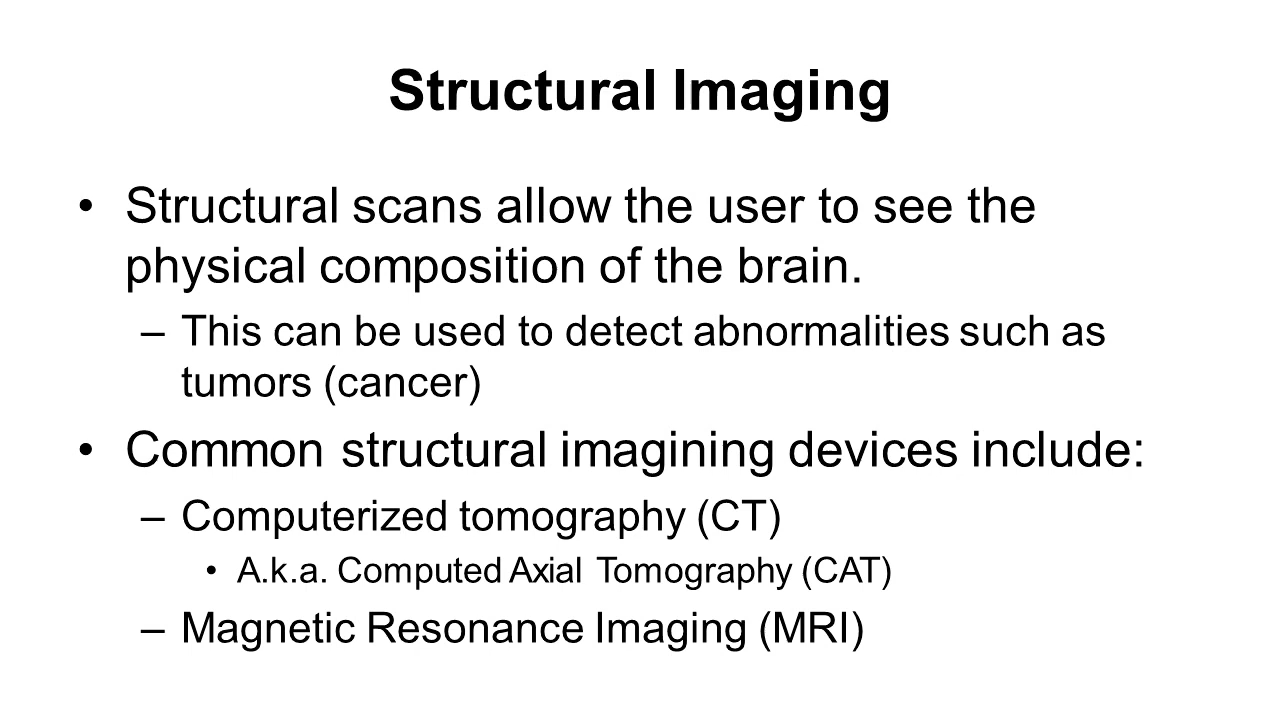 Structural Imaging
• Structural scans allow the user to see the
physical composition of the brain.
– This can be used to detect abnormalities such as
tumors (cancer)
• Common structural imagining devices include:
– Computerized tomography (CT)
• A.k.a. Computed Axial Tomography (CAT)
– Magnetic Resonance Imaging (MRI)